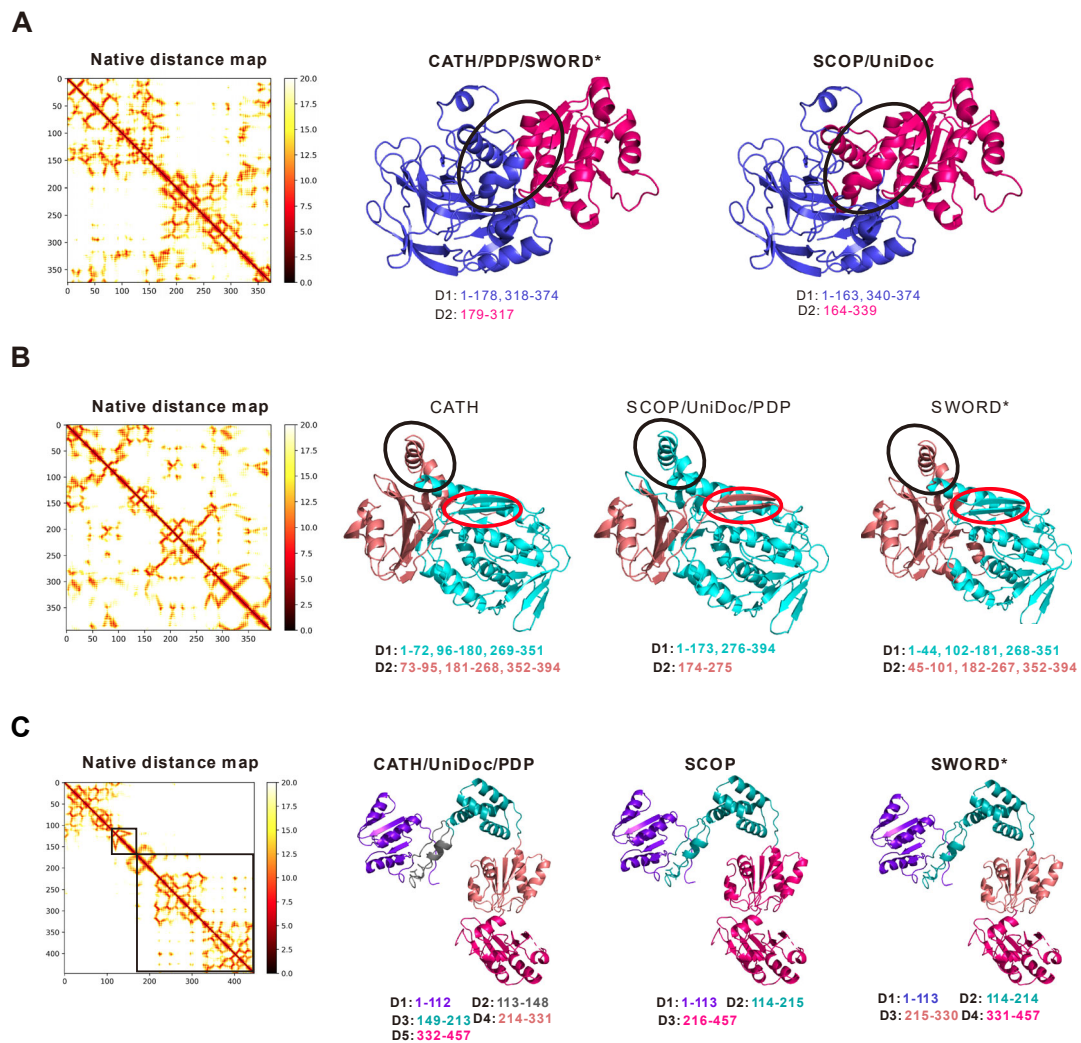 A
Native distance map
CATH/PDP/SWORD*
SCOP/UniDoc
0
50
100
150
200
250
300
350
0 50 100 150 200 250 300 350
20.0
17.5
15.0
12.5
10.0
7.5
5.0
2.5
0.0
D1: 1-178, 318-374
D2: 179-317
D1: 1-163, 340-374
D2: 164-339
B
Native distance map
CATH
SCOP/UniDoc/PDP
SWORD*
0
50
100
150
200
250
300
350
0 50 100 150 200 250 300 350
20.0
17.5
15.0
12.5
10.0
7.5
5.0
2.5
0.0
D1: 1-72, 96-180, 269-351
D2: 73-95, 181-268, 352-394
D1: 1-173, 276-394
D2: 174-275
D1: 1-44, 102-181, 268-351
D2: 45-101, 182-267, 352-394
C
Native distance map
CATH/UniDoc/PDP
SCOP
SWORD*
0
100
200
300
400
0 100 200 300 400
20.0
17.5
15.0
12.5
10.0
7.5
5.0
2.5
0.0
D1: 1-112 D2: 113-148
D3: 149-213 D4: 214-331
D5: 332-457
D1: 1-113 D2: 114-215
D3: 216-457
D1: 1-113 D2: 114-214
D3: 215-330 D4: 331-457